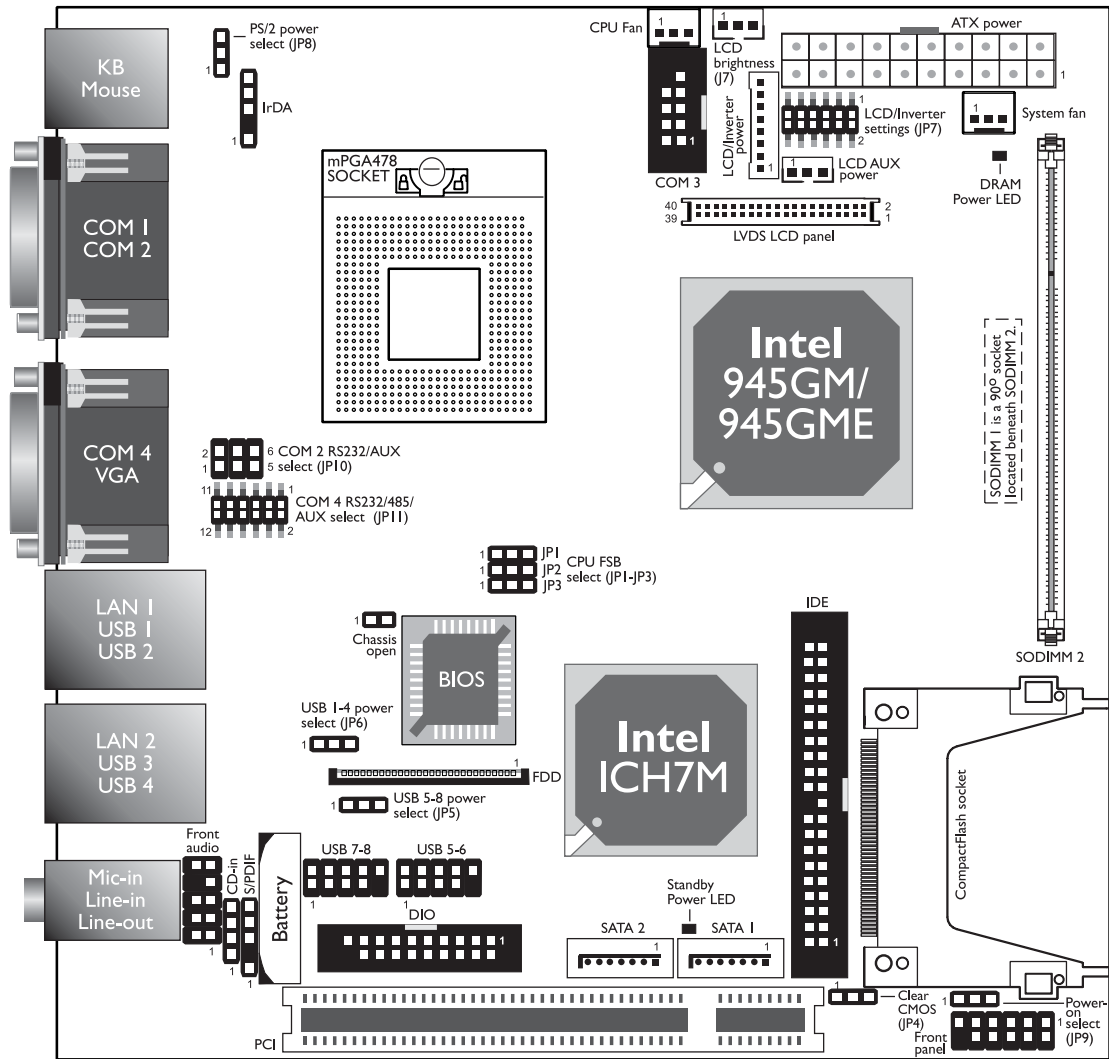 PS/2 power
select (JP8)
1
KB
Mouse
IrDA
1
CPU Fan
1
1
LCD
brightness
(J7)
ATX power
1
LCD/Inverter
power
1
1
LCD/Inverter
settings (JP7)
2
1
System fan
1
LCD AUX
power
DRAM
Power LED
COM 3
1
mPGA478
SOCKET
40
39
2
1
LVDS LCD panel
COM 1
COM 2
Intel
945GM/
945GME
SODIMM 1 is a 90° socket
located beneath SODIMM 2.
COM 4
VGA
2
1
6
5
COM 2 RS232/AUX
select (JP10)
11
1
12
2
COM 4 RS232/485/
AUX select (JP11)
1
JP1
1
JP2
1
JP3
CPU FSB
select (JP1-JP3)
LAN 1
USB 1
USB 2
1
Chassis
open
BIOS
IDE
1
SODIMM 2
USB 1-4 power
select (JP6)
1
LAN 2
USB 3
USB 4
1
FDD
Intel
ICH7M
1
USB 5-8 power
select (JP5)
CompactFlash socket
Front
audio
1
CD-in
1
S/PDIF
1
Battery
USB 7-8
1
USB 5-6
1
Mic-in
Line-in
Line-out
DIO
1
Standby
Power LED
SATA 2
1
SATA 1
1
PCI
1
Clear
CMOS
(JP4)
1
Power-
on
select
(JP9)
Front
panel
1